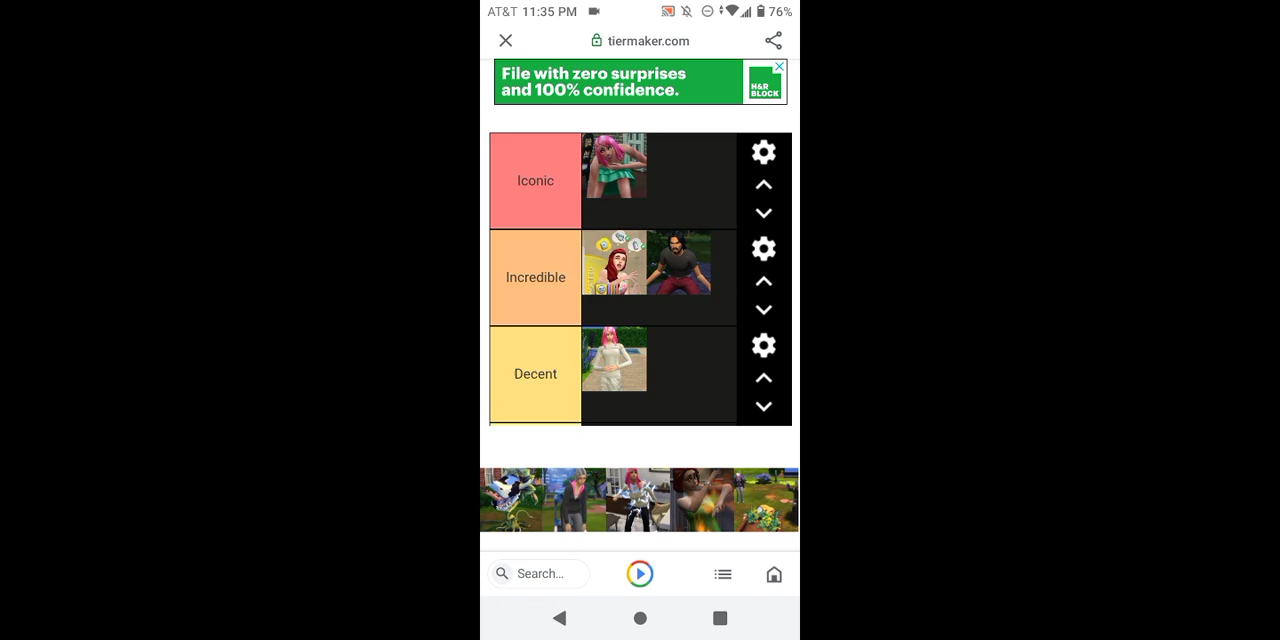 AT&T 11:35 PM 76%
tiermaker.com
File with zero surprises
and 100% confidence.
H&R
BLOCK
Iconic
Incredible
Decent
Search...